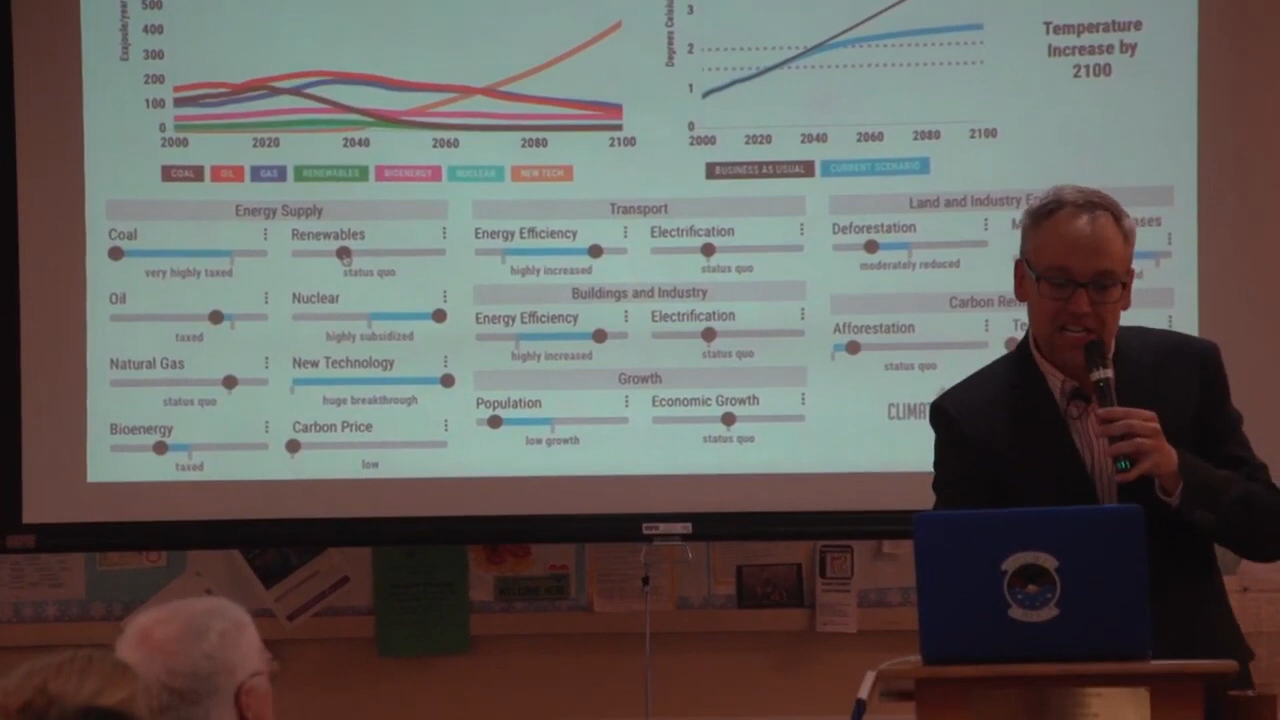 500
400
300
200
100
0
Exajoule/year
2000 2020 2040 2060 2080 2100
COAL OIL GAS RENEWABLES BIOENERGY NUCLEAR NEW TECH
3
2
1
0
Degrees Celsius
2000 2020 2040 2060 2080 2100
BUSINESS AS USUAL CURRENT SCENARIO
Temperature
Increase by
2100
Energy Supply
Coal
very highly taxed
Renewables
status quo
Oil
taxed
Nuclear
highly subsidized
Natural Gas
status quo
New Technology
huge breakthrough
Bioenergy
taxed
Carbon Price
low
Transport
Energy Efficiency
highly increased
Electrification
status quo
Buildings and Industry
Energy Efficiency
highly increased
Electrification
status quo
Growth
Population
low growth
Economic Growth
status quo
Land and Industry
Deforestation
moderately reduced
Carbon
Afforestation
status quo
CLIMAT
WELCOME HERE